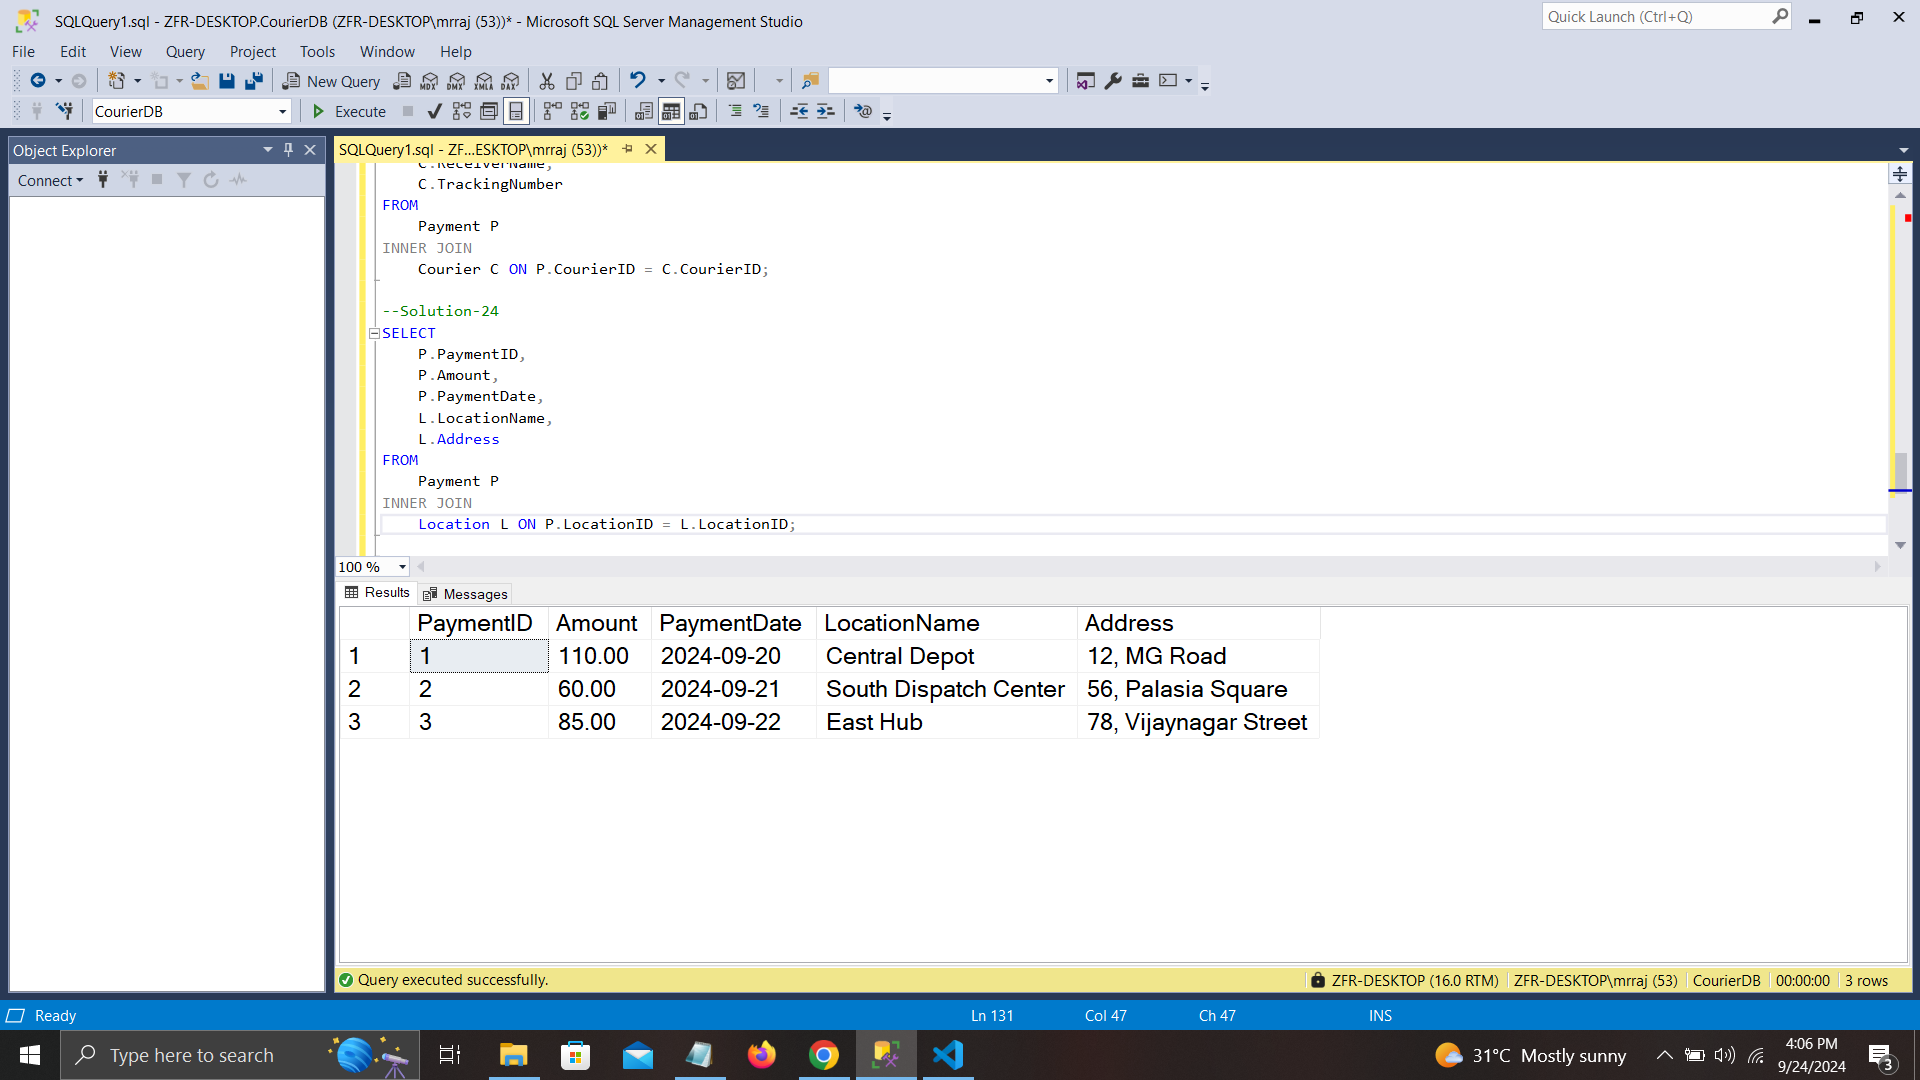 SQLQuery1.sql - ZFR-DESKTOP.CourierDB (ZFR-DESKTOP\mrraj (53))* - Microsoft SQL Server Management Studio
Quick Launch (Ctrl+Q)
File Edit View Query Project Tools Window Help
New Query MDX DMX XMLA DAX
CourierDB Execute
Object Explorer
SQLQuery1.sql - ZF...ESKTOP\mrraj (53))*
Connect
C.ReceiverName,
C.TrackingNumber
FROM
Payment P
INNER JOIN
Courier C ON P.CourierID = C.CourierID;
--Solution-24
SELECT
P.PaymentID,
P.Amount,
P.PaymentDate,
L.LocationName,
L.Address
FROM
Payment P
INNER JOIN
Location L ON P.LocationID = L.LocationID;
100 %
Results Messages
PaymentID Amount PaymentDate LocationName Address
1 1 110.00 2024-09-20 Central Depot 12, MG Road
2 2 60.00 2024-09-21 South Dispatch Center 56, Palasia Square
3 3 85.00 2024-09-22 East Hub 78, Vijaynagar Street
Query executed successfully.
ZFR-DESKTOP (16.0 RTM) ZFR-DESKTOP\mrraj (53) CourierDB 00:00:00 3 rows
Ready Ln 131 Col 47 Ch 47 INS
Type here to search
31°C Mostly sunny
4:06 PM
9/24/2024
3